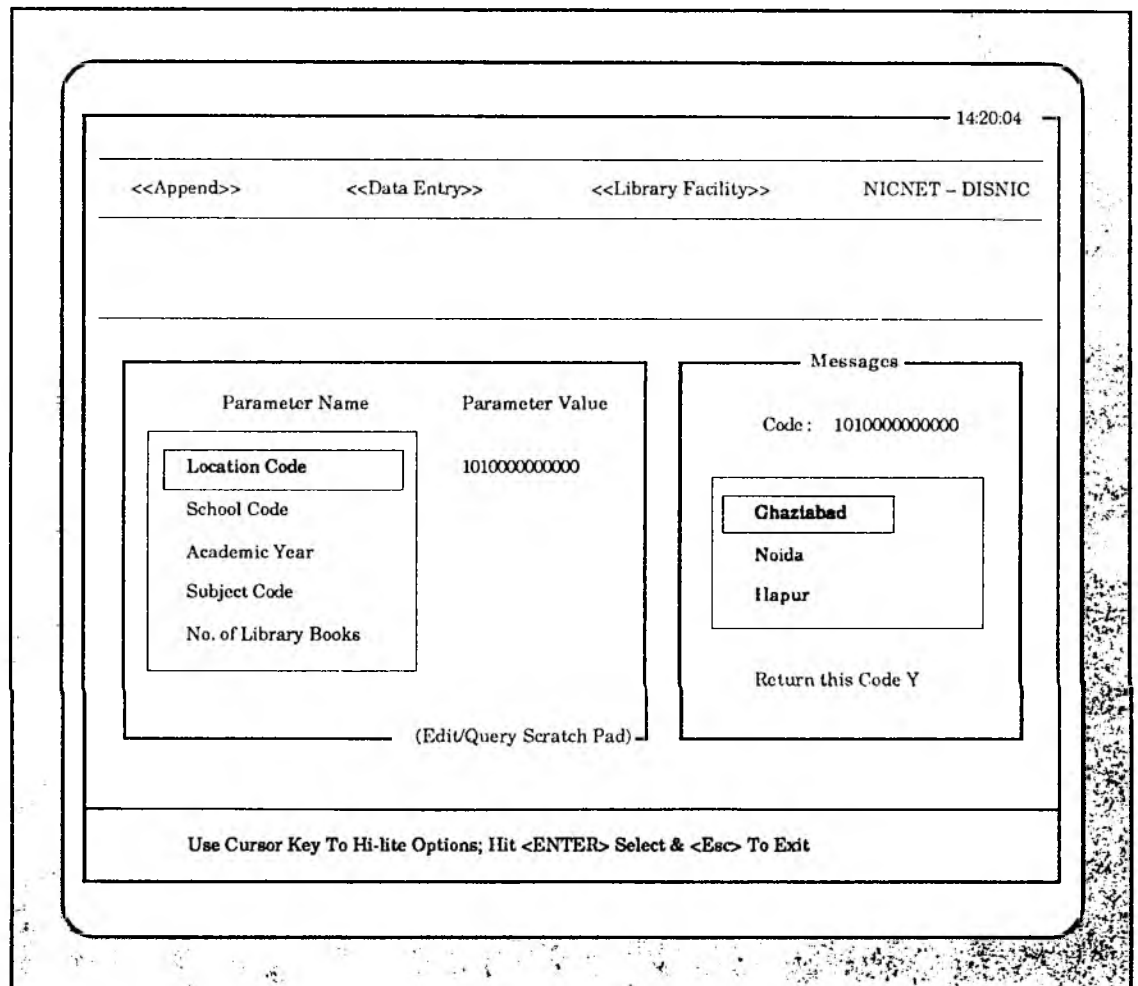 14:20:04
<<Append>> <<Data Entry>> <<Library Facility>> NICNET – DISNIC
Messages
Parameter Name Parameter Value
Code : 1010000000000
Location Code 1010000000000
School Code
Ghaziabad
Academic Year
Noida
Subject Code
Hapur
No. of Library Books
Return this Code Y
(Edit/Query Scratch Pad)
Use Cursor Key To Hi-lite Options; Hit <ENTER> Select & <Esc> To Exit